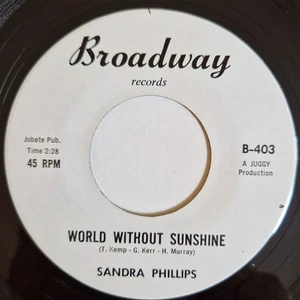 Broadway
records
Jobete Pub.
Time 2:28
45 RPM
B-403
A JUGGY
Production
WORLD WITHOUT SUNSHINE
(T. Kemp - G. Kerr - H. Murray)
SANDRA PHILLIPS